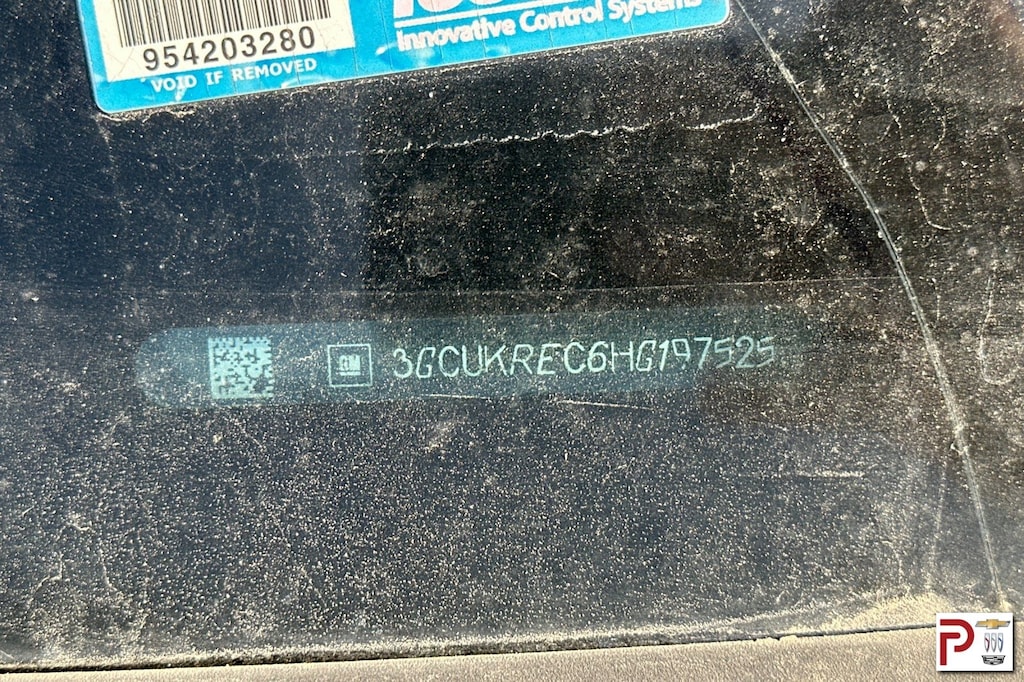 954203280
VOID IF REMOVED
Innovative Control Systems
GM
3GCUKREC6HG197525
P